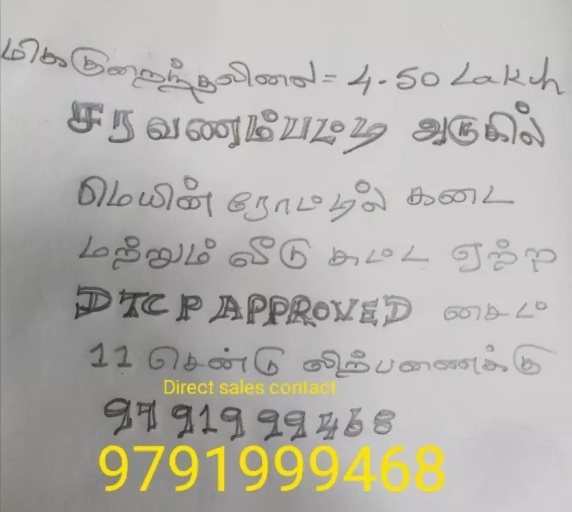 மிககுறைந்தவிலை = 4.50 Lakh
சரவணம்பட்டி அருகில்
மெயின் ரோட்டில் கடை
மற்றும் வீடு கட்ட ஏற்ற
DTCP APPROVED சைட்
11 சென்டு விற்பனைக்கு
Direct sales contact
9791999468
9791999468